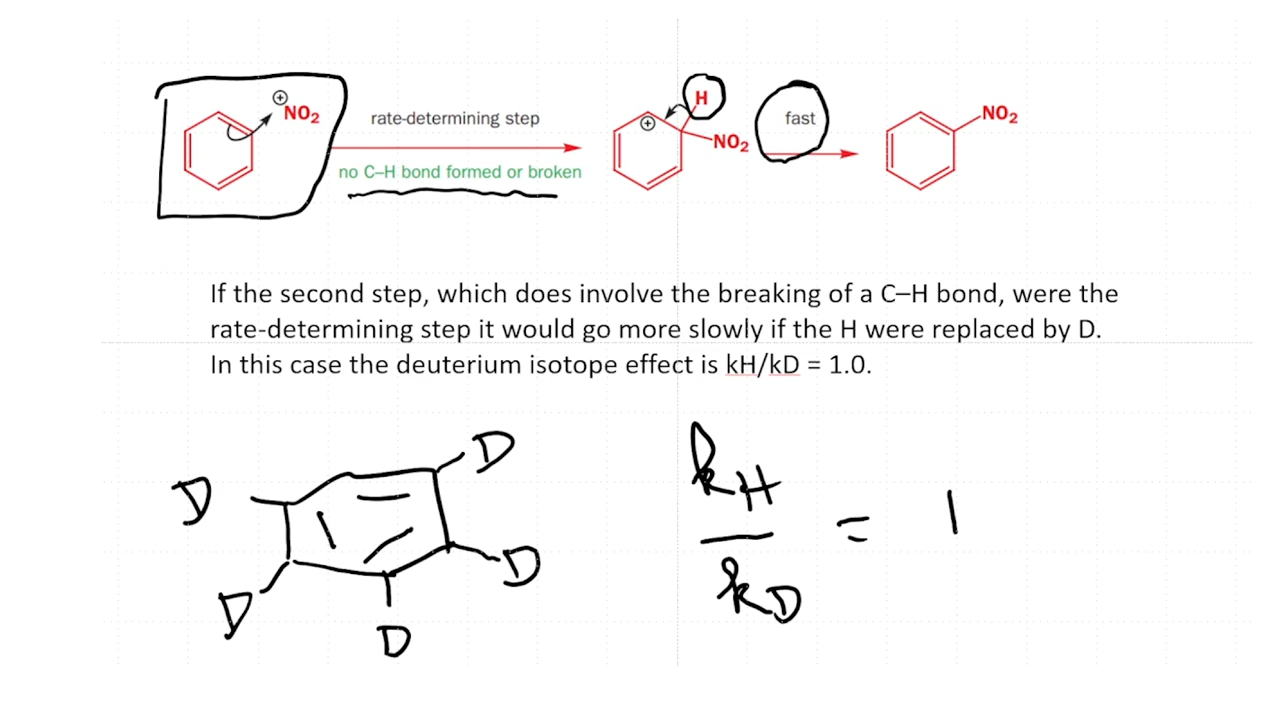 ⊕
NO2
rate-determining step
no C–H bond formed or broken
⊕
H
NO2
fast
NO2
If the second step, which does involve the breaking of a C–H bond, were the
rate-determining step it would go more slowly if the H were replaced by D.
In this case the deuterium isotope effect is kH/kD = 1.0.
D
D
D
D
D
kH
kD
= 1